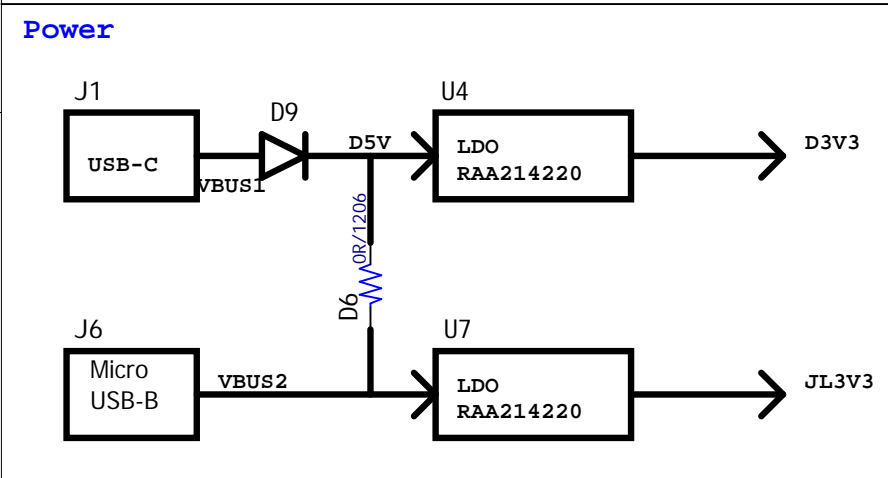 Power
J1
D9
U4
USB-C
VBUS1
D5V
LDO
RAA214220
D3V3
0R/1206
D6
J6
U7
Micro
USB-B
VBUS2
LDO
RAA214220
JL3V3